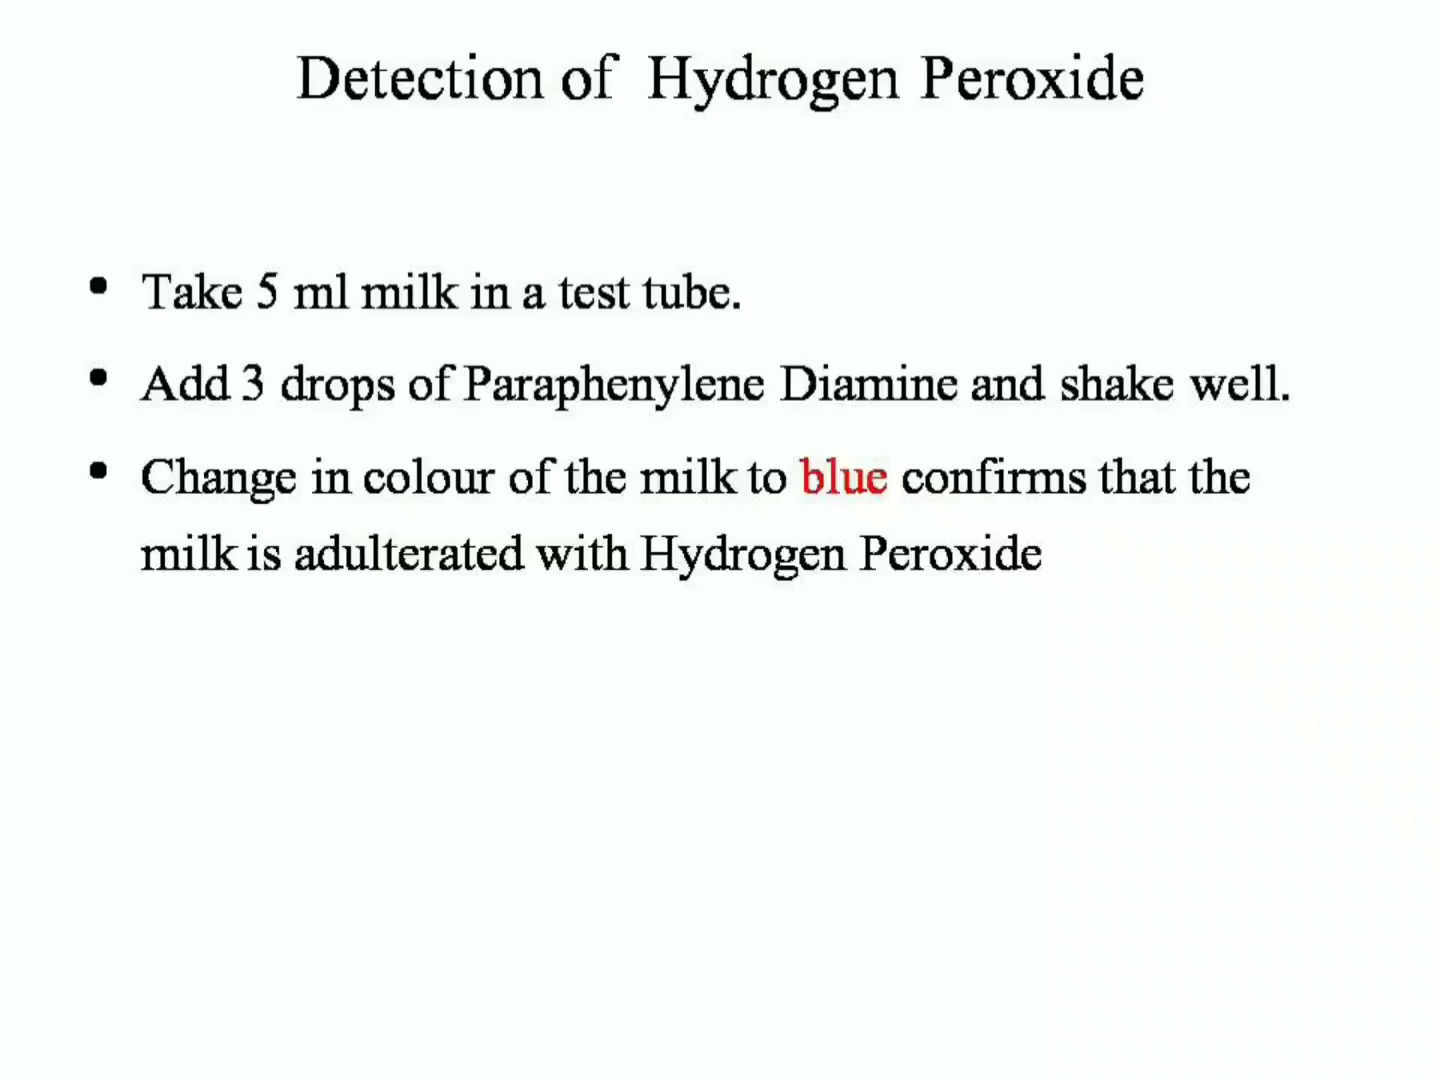 Detection of Hydrogen Peroxide
• Take 5 ml milk in a test tube.
• Add 3 drops of Paraphenylene Diamine and shake well.
• Change in colour of the milk to blue confirms that the
milk is adulterated with Hydrogen Peroxide